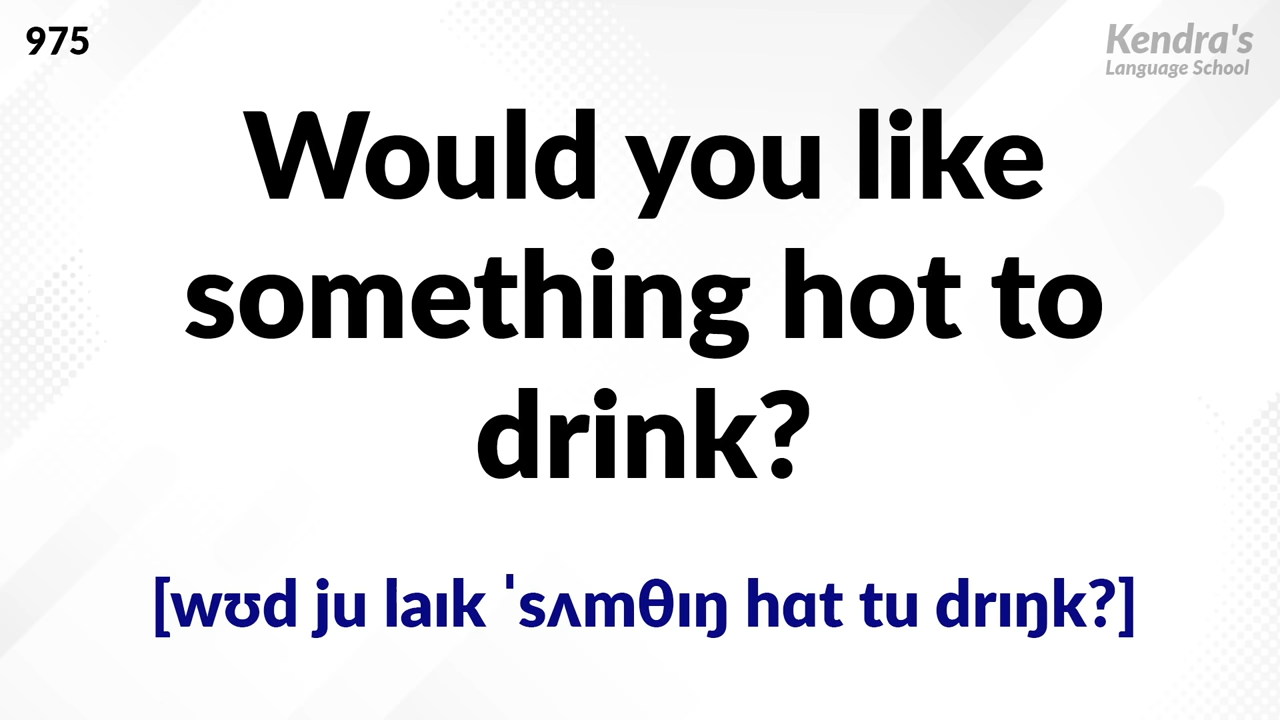 975
Kendra's
Language School
Would you like
something hot to
drink?
[wʊd ju laɪk ˈsʌmθɪŋ hɑt tu drɪŋk?]